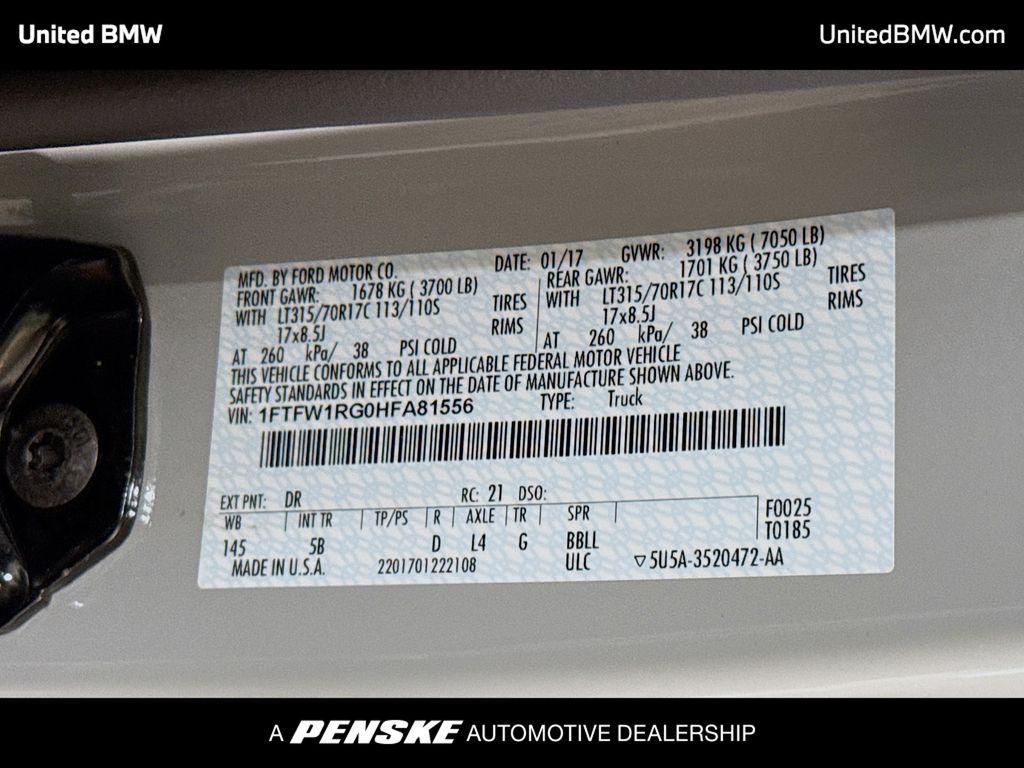 United BMW
UnitedBMW.com
MFD. BY FORD MOTOR CO.
DATE: 01/17
GVWR: 3198 KG ( 7050 LB)
FRONT GAWR: 1678 KG ( 3700 LB)
REAR GAWR: 1701 KG ( 3750 LB)
WITH LT315/70R17C 113/110S TIRES
WITH LT315/70R17C 113/110S TIRES
17x8.5J RIMS
17x8.5J RIMS
AT 260 kPa/ 38 PSI COLD
AT 260 kPa/ 38 PSI COLD
THIS VEHICLE CONFORMS TO ALL APPLICABLE FEDERAL MOTOR VEHICLE
SAFETY STANDARDS IN EFFECT ON THE DATE OF MANUFACTURE SHOWN ABOVE.
VIN: 1FTFW1RG0HFA81556
TYPE: Truck
EXT PNT: DR RC: 21 DSO:
WB INT TR TP/PS R AXLE TR SPR F0025
145 5B D L4 G BBLL T0185
MADE IN U.S.A. 2201701222108 ULC ▽5U5A-3520472-AA
A PENSKE AUTOMOTIVE DEALERSHIP